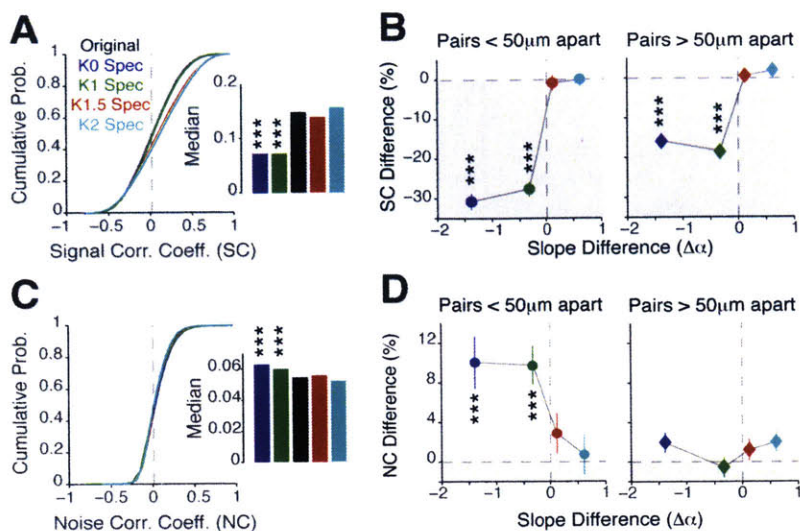 A
Original
K0 Spec
K1 Spec
K1.5 Spec
K2 Spec
Cumulative Prob.
1
0.8
0.6
0.4
0.2
0
-1 -0.5 0 0.5 1
Signal Corr. Coeff. (SC)
Median
0.2
0.1
0
*** ***
B
Pairs < 50μm apart
Pairs > 50μm apart
SC Difference (%)
0
-10
-20
-30
*** ***
*** ***
-2 -1 0 1
-2 -1 0 1
Slope Difference (Δα)
C
Cumulative Prob.
1
0.8
0.6
0.4
0.2
0
-1 -0.5 0 0.5 1
Noise Corr. Coeff (NC)
Median
0.06
0.04
0.02
0
*** ***
D
Pairs < 50μm apart
Pairs > 50μm apart
NC Difference (%)
12
8
4
0
*** ***
-2 -1 0 1
-2 -1 0 1
Slope Difference (Δα)